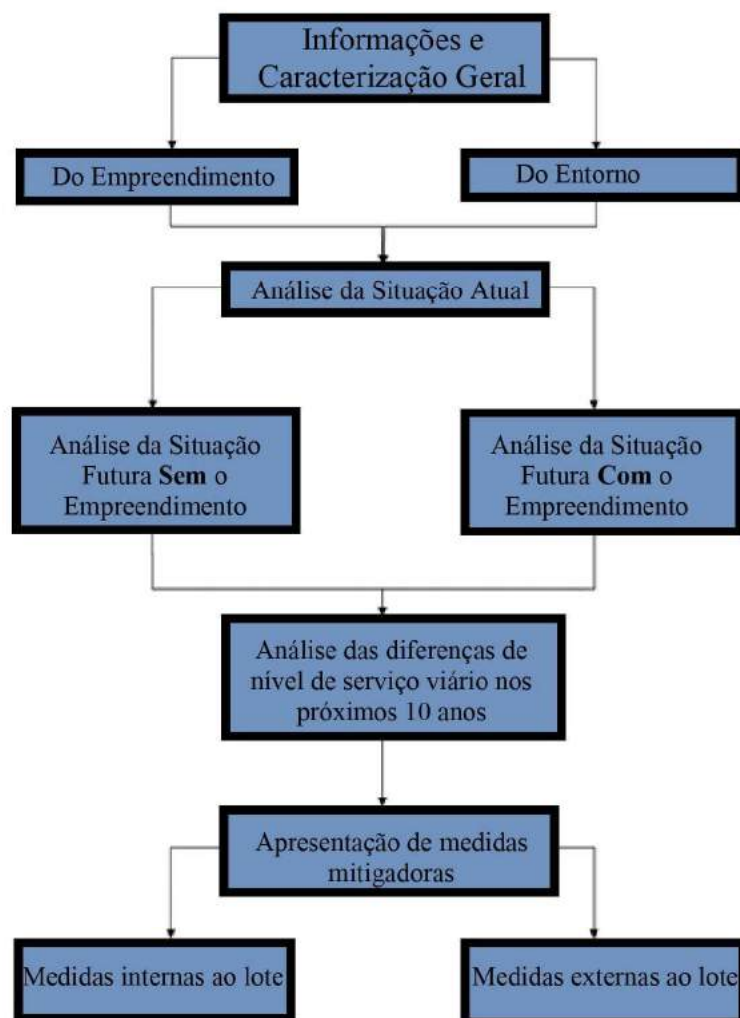 Informações e
Caracterização Geral
Do Empreendimento
Do Entorno
Análise da Situação Atual
Análise da Situação
Futura Sem o
Empreendimento
Análise da Situação
Futura Com o
Empreendimento
Análise das diferenças de
nível de serviço viário nos
próximos 10 anos
Apresentação de medidas
mitigadoras
Medidas internas ao lote
Medidas externas ao lote